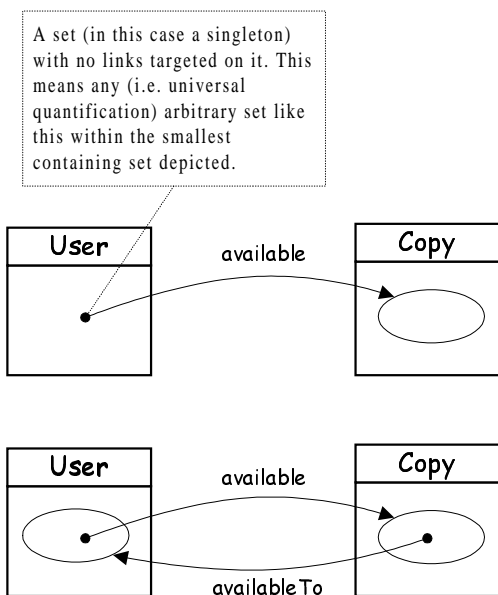 A set (in this case a singleton)
with no links targeted on it. This
means any (i.e. universal
quantification) arbitrary set like
this within the smallest
containing set depicted.
User
available
Copy
User
available
Copy
availableTo